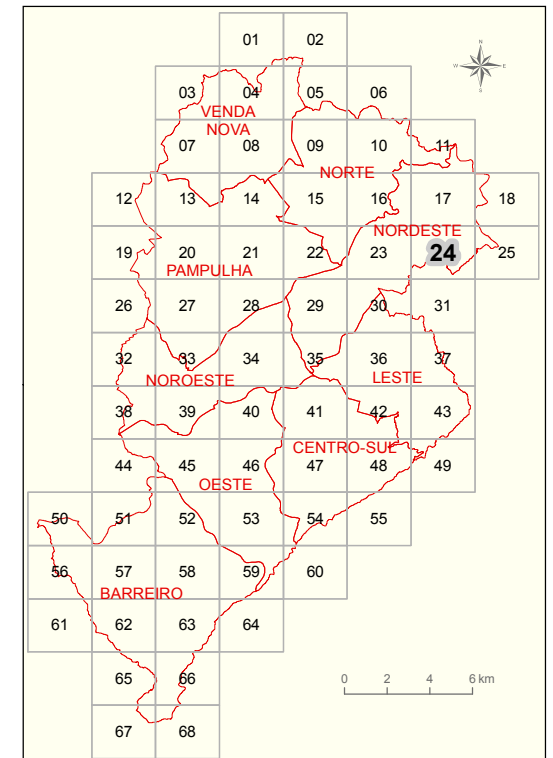 01 02
N
W E
S
03 04 05 06
VENDA
NOVA
07 08 09 10 11
NORTE
12 13 14 15 16 17 18
NORDESTE
19 20 21 22 23 24 25
PAMPULHA
26 27 28 29 30 31
32 33 34 35 36 37
NOROESTE LESTE
38 39 40 41 42 43
CENTRO-SUL
44 45 46 47 48 49
OESTE
50 51 52 53 54 55
56 57 58 59 60
BARREIRO
61 62 63 64
65 66
0 2 4 6 km
67 68